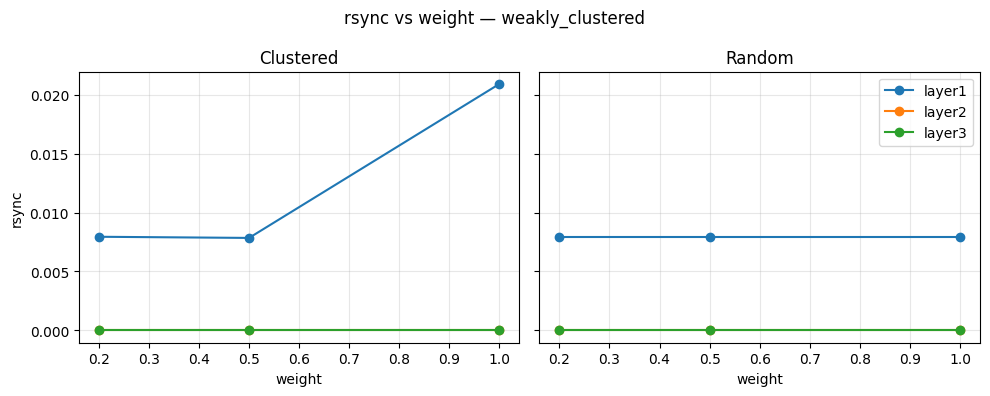 rsync vs weight — weakly_clustered
Clustered
rsync
0.020
0.015
0.010
0.005
0.000
0.2 0.3 0.4 0.5 0.6 0.7 0.8 0.9 1.0
weight
Random
layer1
layer2
layer3
0.2 0.3 0.4 0.5 0.6 0.7 0.8 0.9 1.0
weight